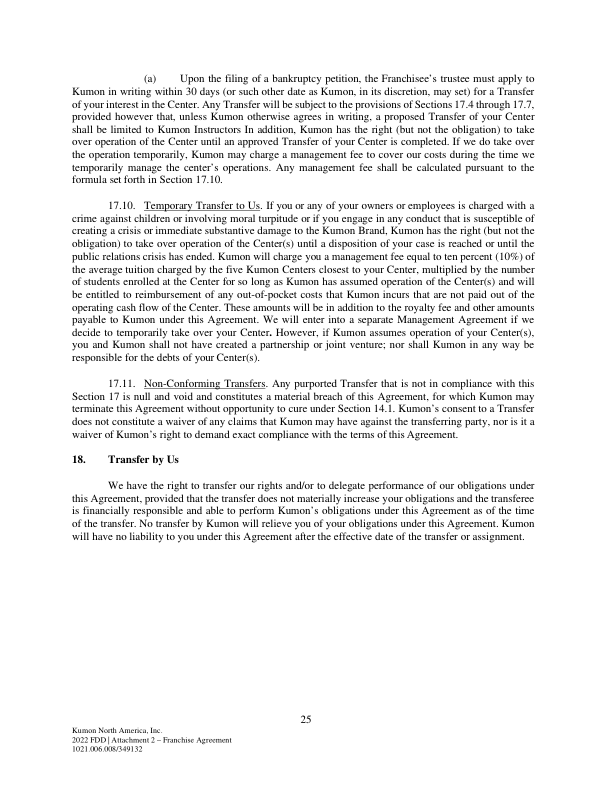 (a) Upon the filing of a bankruptcy petition, the Franchisee's trustee must apply to
Kumon in writing within 30 days (or such other date as Kumon, in its discretion, may set) for a Transfer
of your interest in the Center. Any Transfer will be subject to the provisions of Sections 17.4 through 17.7,
provided however that, unless Kumon otherwise agrees in writing, a proposed Transfer of your Center
shall be limited to Kumon Instructors In addition, Kumon has the right (but not the obligation) to take
over operation of the Center until an approved Transfer of your Center is completed. If we do take over
the operation temporarily, Kumon may charge a management fee to cover our costs during the time we
temporarily manage the center's operations. Any management fee shall be calculated pursuant to the
formula set forth in Section 17.10.
17.10. Temporary Transfer to Us. If you or any of your owners or employees is charged with a
crime against children or involving moral turpitude or if you engage in any conduct that is susceptible of
creating a crisis or immediate substantive damage to the Kumon Brand, Kumon has the right (but not the
obligation) to take over operation of the Center(s) until a disposition of your case is reached or until the
public relations crisis has ended. Kumon will charge you a management fee equal to ten percent (10%) of
the average tuition charged by the five Kumon Centers closest to your Center, multiplied by the number
of students enrolled at the Center for so long as Kumon has assumed operation of the Center(s) and will
be entitled to reimbursement of any out-of-pocket costs that Kumon incurs that are not paid out of the
operating cash flow of the Center. These amounts will be in addition to the royalty fee and other amounts
payable to Kumon under this Agreement. We will enter into a separate Management Agreement if we
decide to temporarily take over your Center. However, if Kumon assumes operation of your Center(s),
you and Kumon shall not have created a partnership or joint venture; nor shall Kumon in any way be
responsible for the debts of your Center(s).
17.11. Non-Conforming Transfers. Any purported Transfer that is not in compliance with this
Section 17 is null and void and constitutes a material breach of this Agreement, for which Kumon may
terminate this Agreement without opportunity to cure under Section 14.1. Kumon's consent to a Transfer
does not constitute a waiver of any claims that Kumon may have against the transferring party, nor is it a
waiver of Kumon's right to demand exact compliance with the terms of this Agreement.
18. Transfer by Us
We have the right to transfer our rights and/or to delegate performance of our obligations under
this Agreement, provided that the transfer does not materially increase your obligations and the transferee
is financially responsible and able to perform Kumon's obligations under this Agreement as of the time
of the transfer. No transfer by Kumon will relieve you of your obligations under this Agreement. Kumon
will have no liability to you under this Agreement after the effective date of the transfer or assignment.
25
Kumon North America, Inc.
2022 FDD | Attachment 2 – Franchise Agreement
1021.006.008/349132